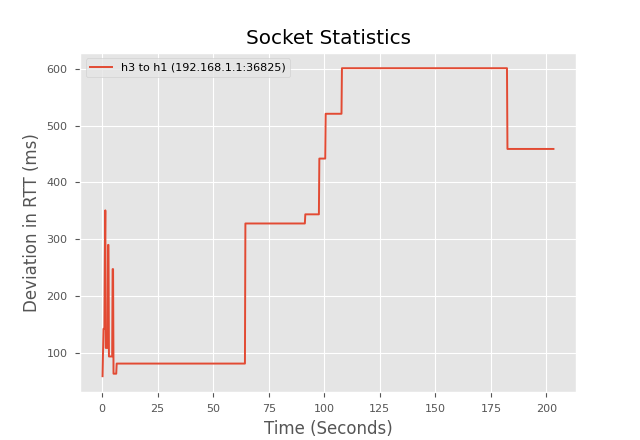 Socket Statistics
h3 to h1 (192.168.1.1:36825)
Deviation in RTT (ms)
600
500
400
300
200
100
0 25 50 75 100 125 150 175 200
Time (Seconds)